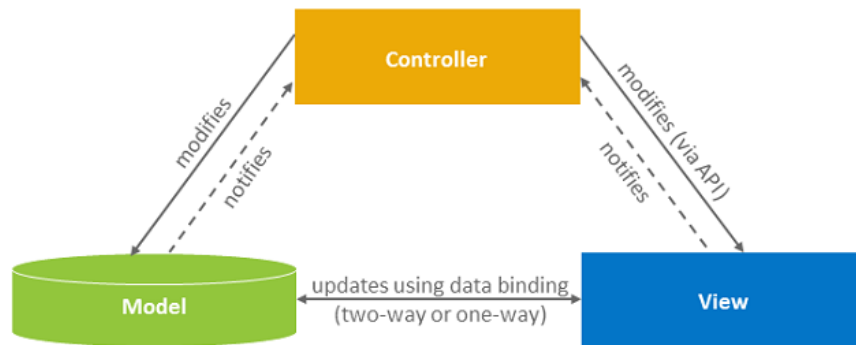 Controller
modifies
notifies
modifies (via API)
notifies
Model
updates using data binding
(two-way or one-way)
View